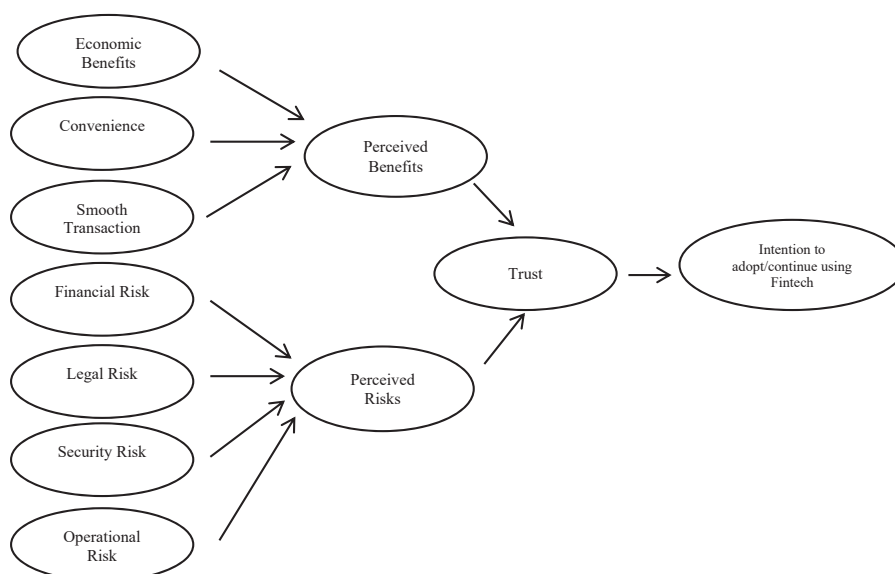 Economic
Benefits
Convenience
Smooth
Transaction
Financial Risk
Legal Risk
Security Risk
Operational
Risk
Perceived
Benefits
Perceived
Risks
Trust
Intention to
adopt/continue using
Fintech